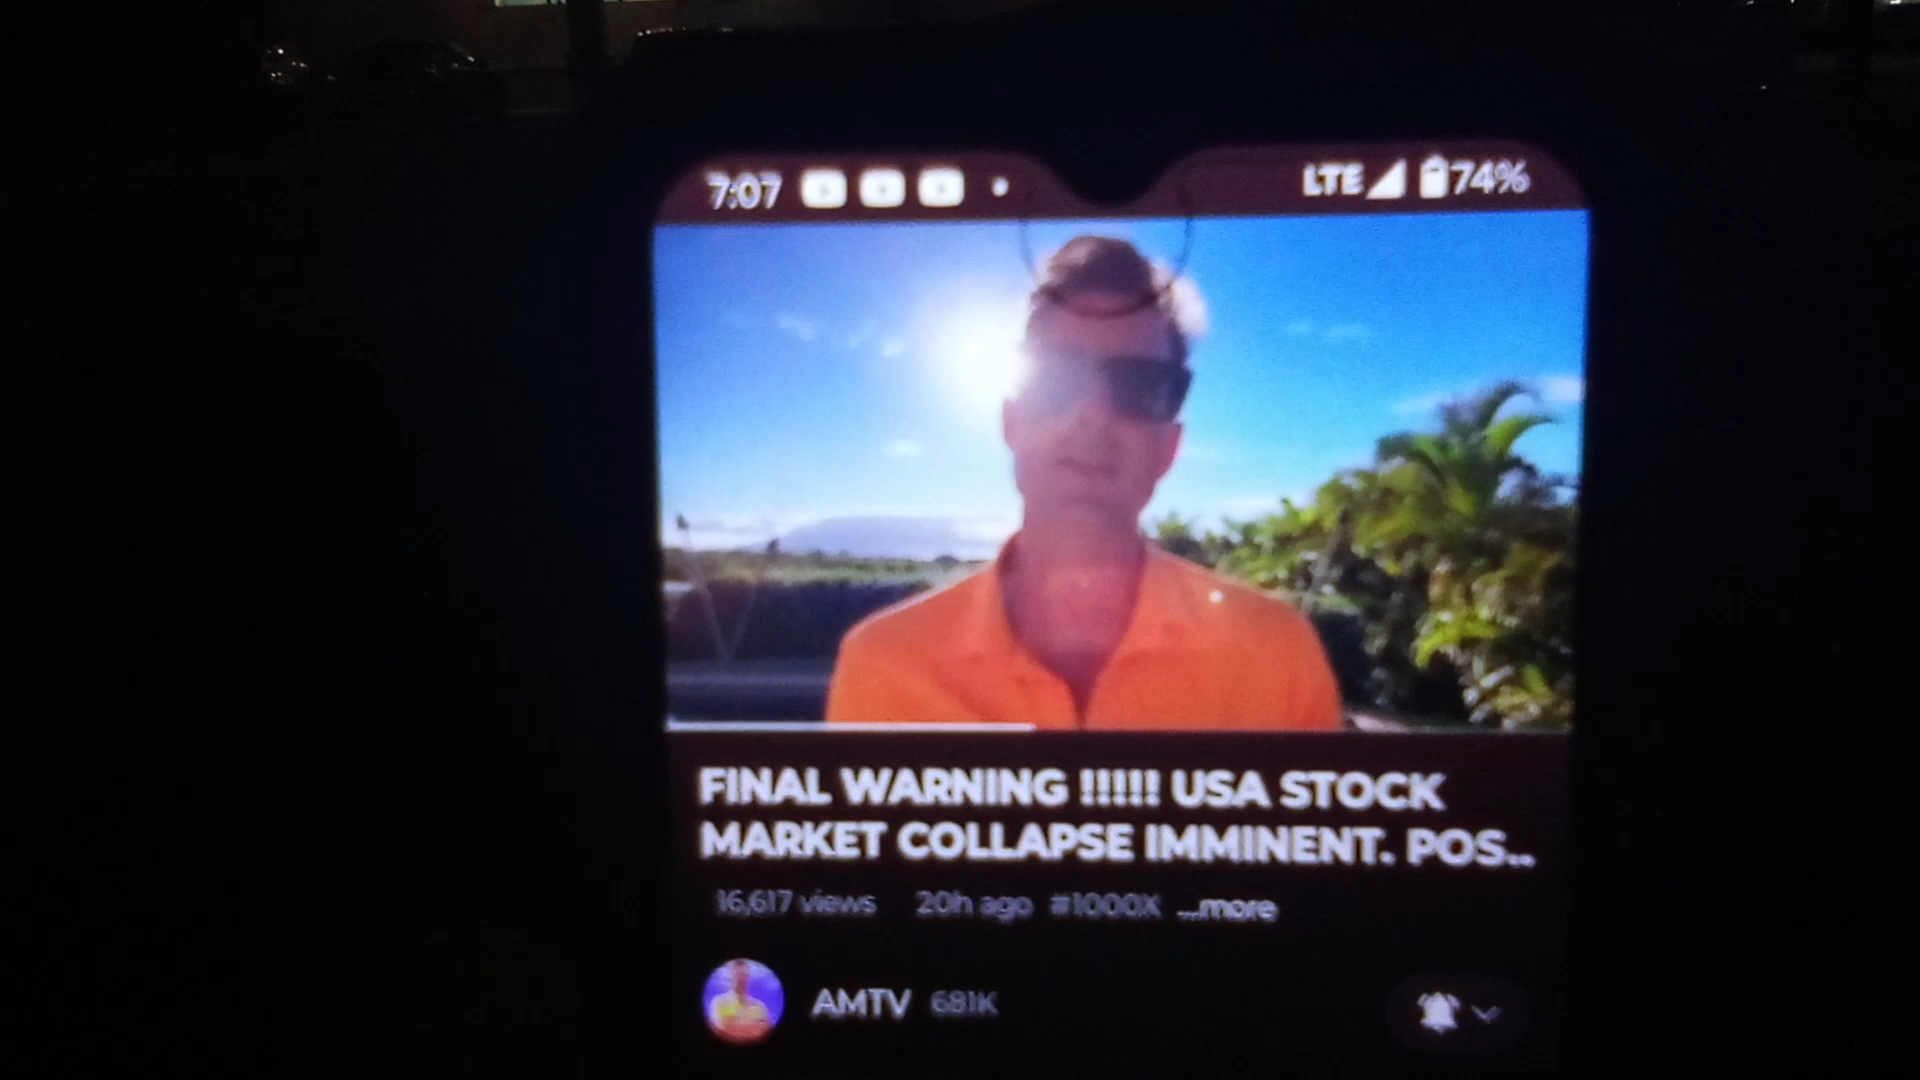 7:07 LTE 74%
FINAL WARNING !!!!! USA STOCK
MARKET COLLAPSE IMMINENT. POS..
16,617 views 20h ago #1000X ...more
AMTV 681K